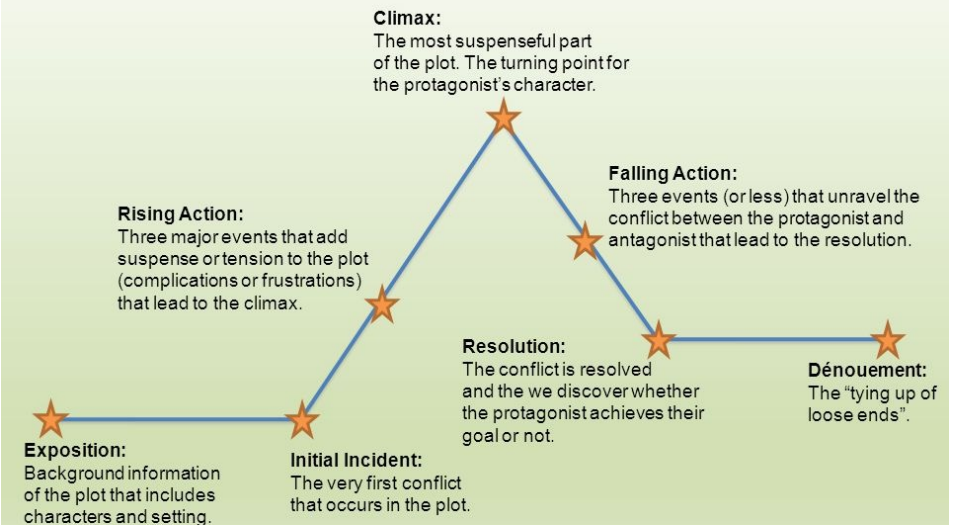 Climax:
The most suspenseful part
of the plot. The turning point for
the protagonist's character.
Rising Action:
Three major events that add
suspense or tension to the plot
(complications or frustrations)
that lead to the climax.
Falling Action:
Three events (or less) that unravel the
conflict between the protagonist and
antagonist that lead to the resolution.
Resolution:
The conflict is resolved
and the we discover whether
the protagonist achieves their
goal or not.
Dénouement:
The “tying up of
loose ends”.
Exposition:
Background information
of the plot that includes
characters and setting.
Initial Incident:
The very first conflict
that occurs in the plot.